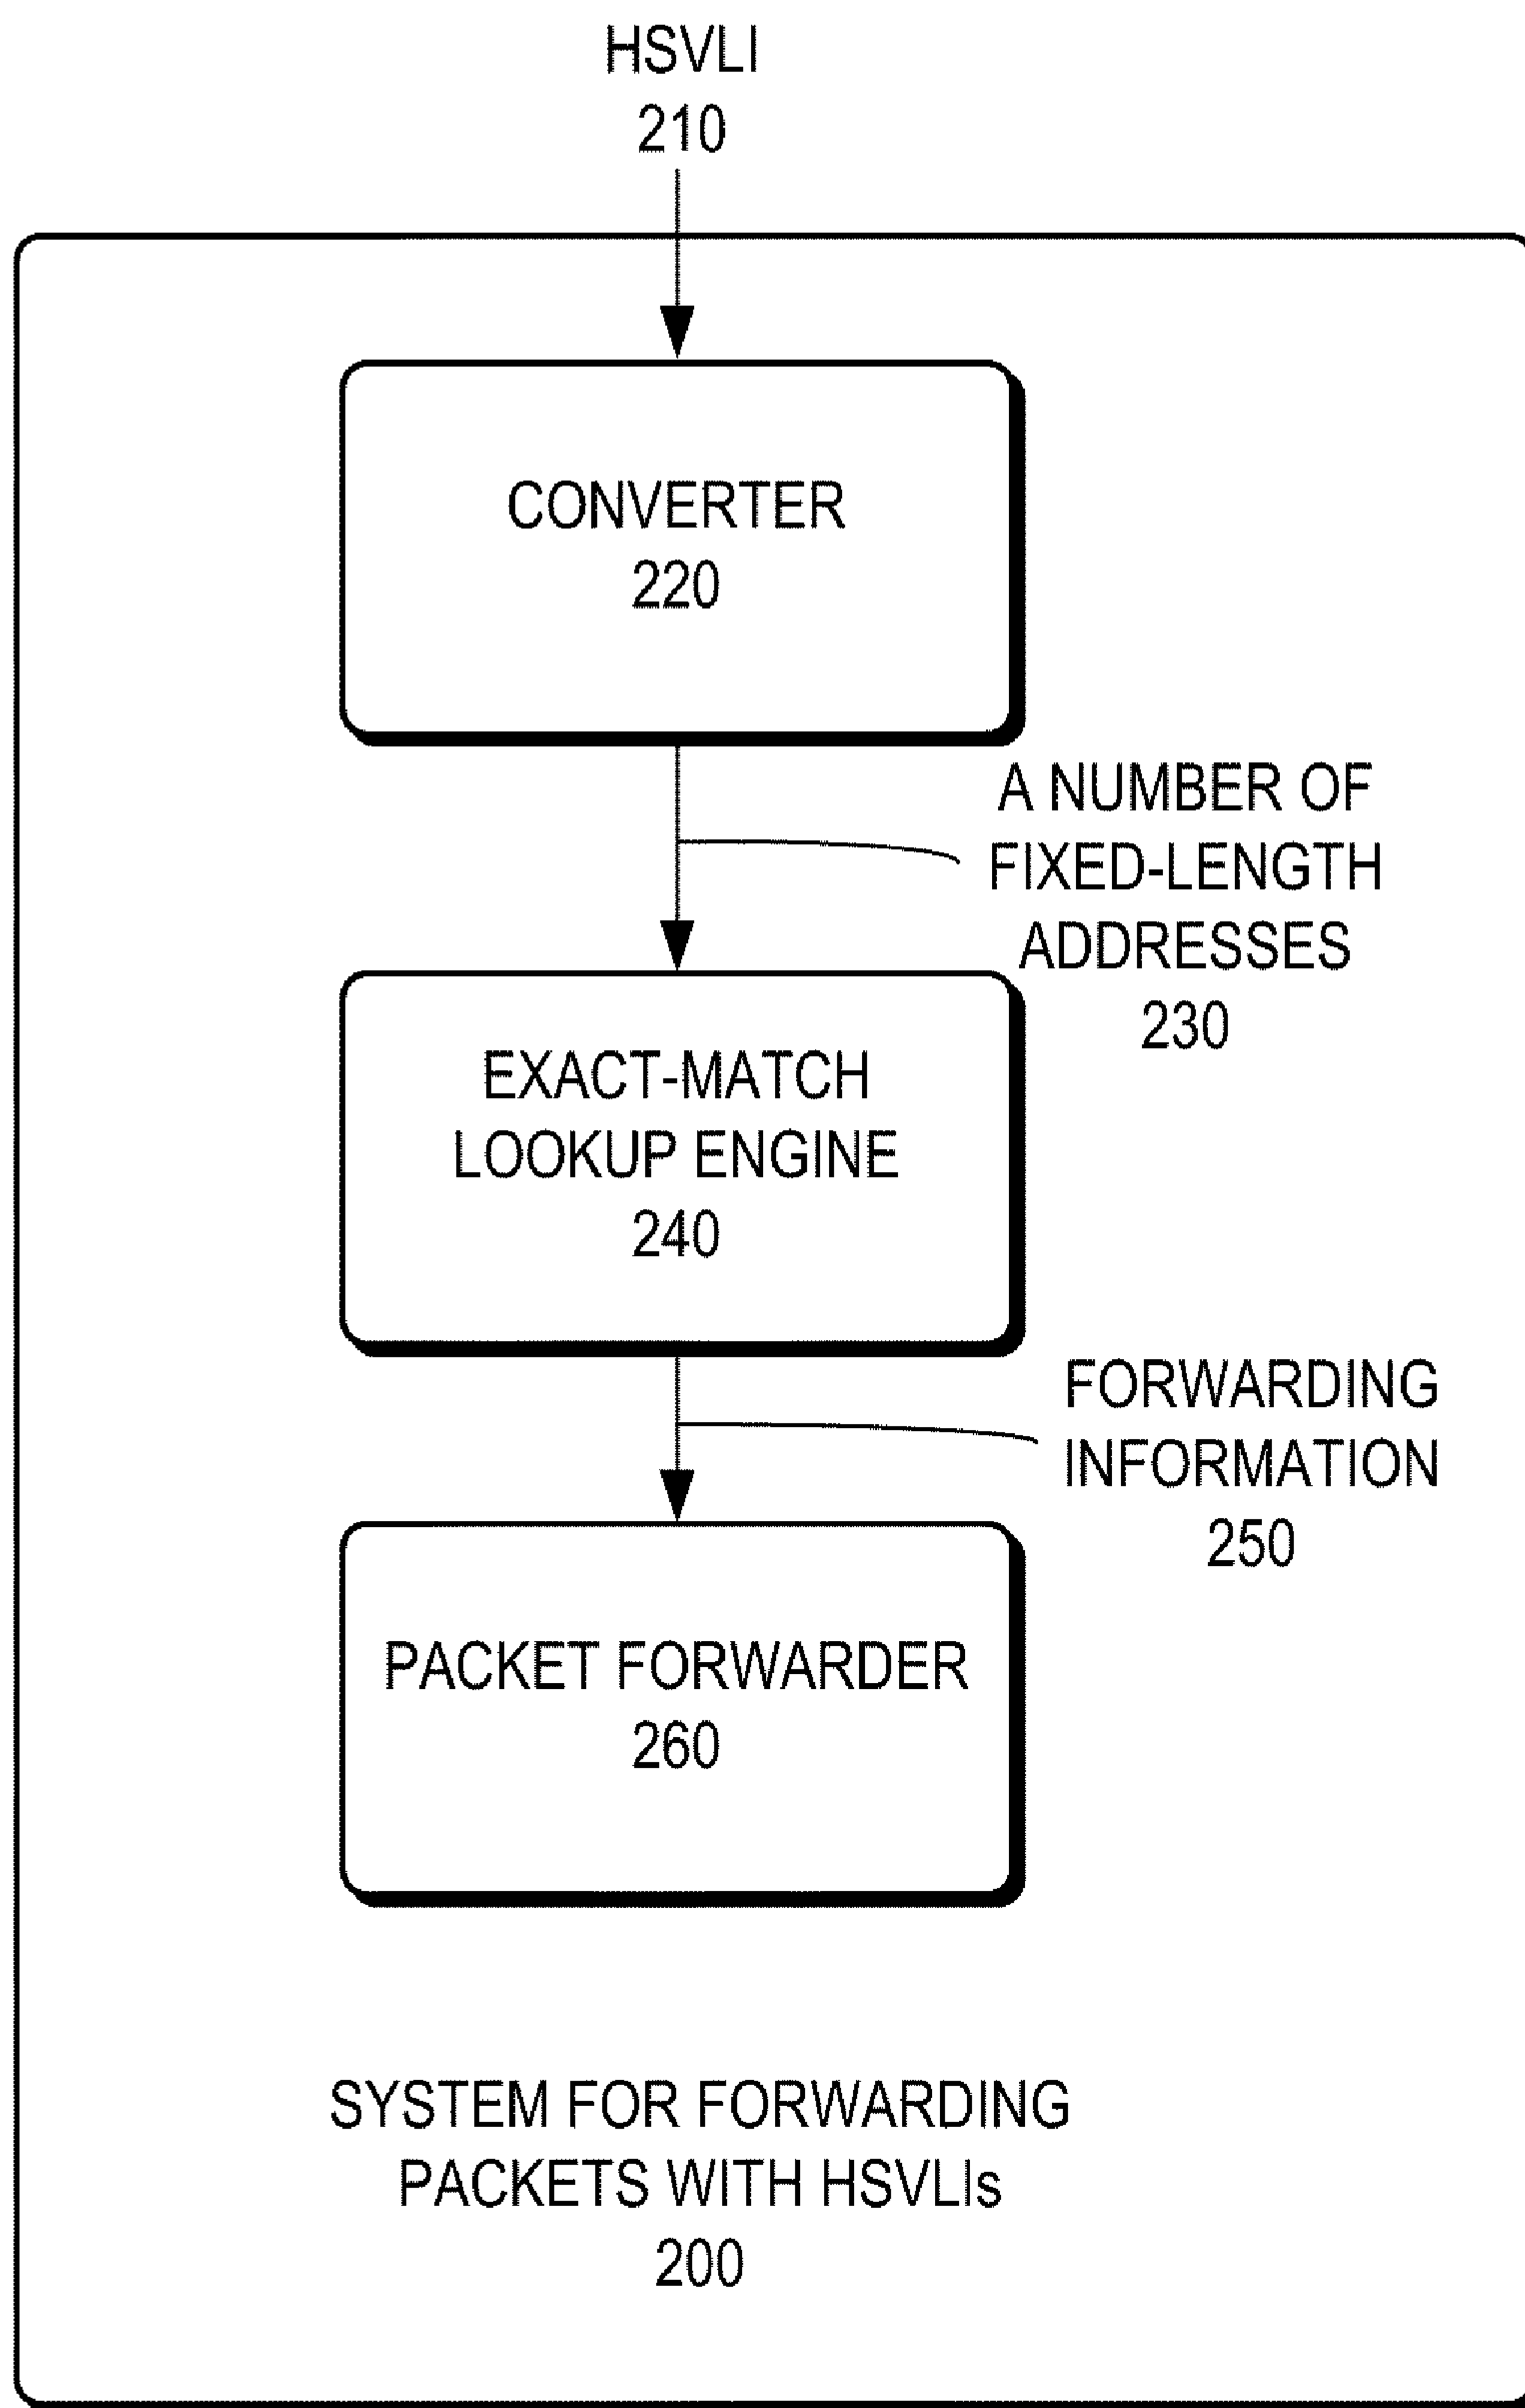 HSVLI
210
CONVERTER
220
A NUMBER OF
FIXED-LENGTH
ADDRESSES
230
EXACT-MATCH
LOOKUP ENGINE
240
FORWARDING
INFORMATION
250
PACKET FORWARDER
260
SYSTEM FOR FORWARDING
PACKETS WITH HSVLIs
200